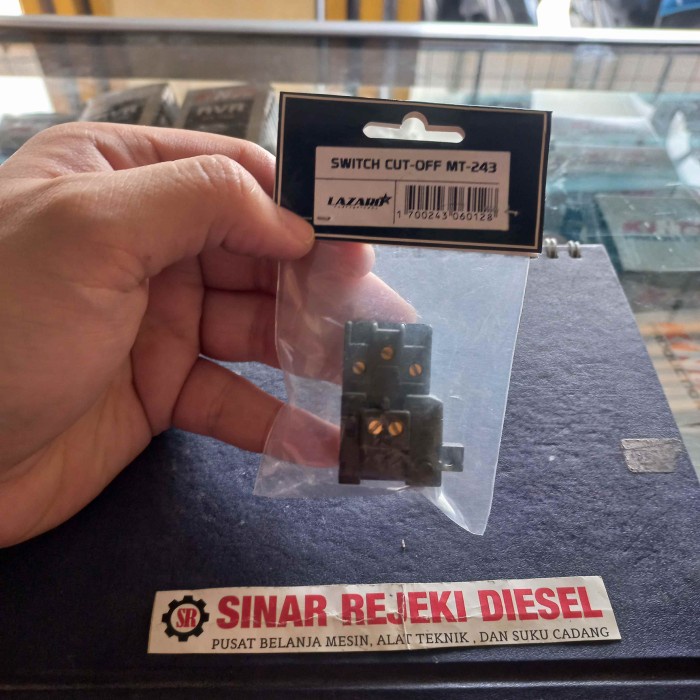 SWITCH CUT-OFF MT-243
LAZARO
1 700243 060128
SR SINAR REJEKI DIESEL
PUSAT BELANJA MESIN, ALAT TEKNIK , DAN SUKU CADANG